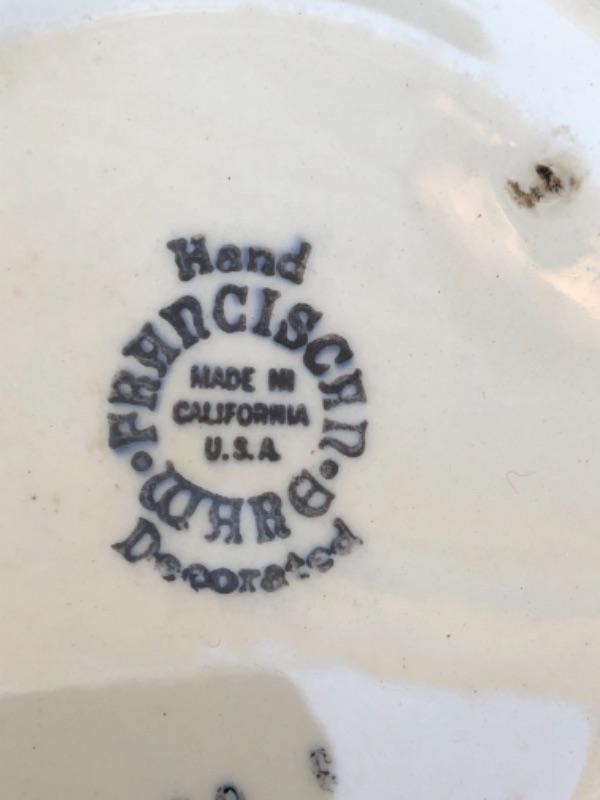 Hand
FRANCISCAN
MADE IN
CALIFORNIA
U.S.A.
• WARE •
Decorated